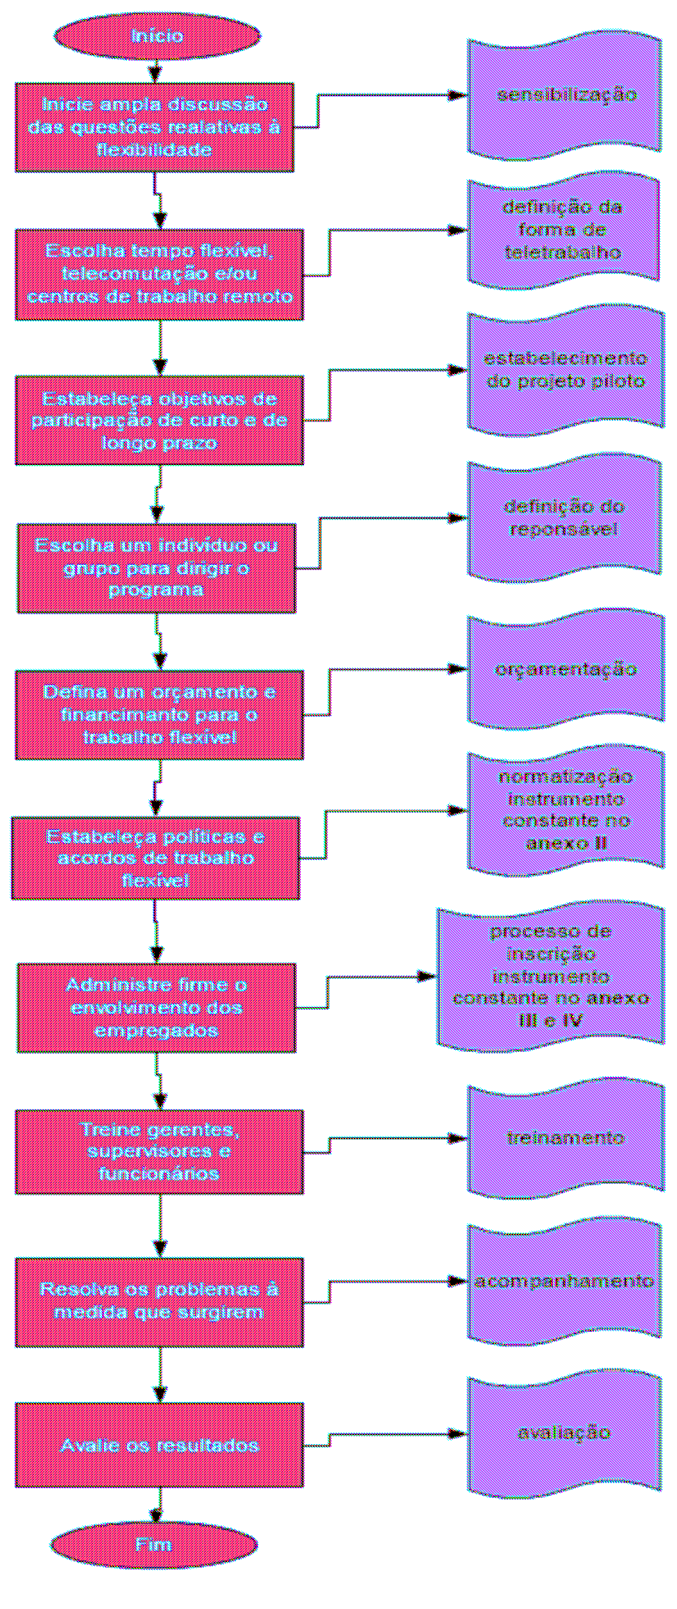 Início
Inicie ampla discussão
das questões realativas à
flexibilidade
sensibilização
Escolha tempo flexível,
telecomutação e/ou
centros de trabalho remoto
definição da
forma de
teletrabalho
Estabeleça objetivos de
participação de curto e de
longo prazo
estabelecimento
do projeto piloto
Escolha um indivíduo ou
grupo para dirigir o
programa
definição do
reponsável
Defina um orçamento e
financimanto para o
trabalho flexível
orçamentação
Estabeleça políticas e
acordos de trabalho
flexível
normatização
instrumento
constante no
anexo II
Administre firme o
envolvimento dos
empregados
processo de
inscrição
instrumento
constante no anexo
III e IV
Treine gerentes,
supervisores e
funcionários
treinamento
Resolva os problemas à
medida que surgirem
acompanhamento
Avalie os resultados
avaliação
Fim